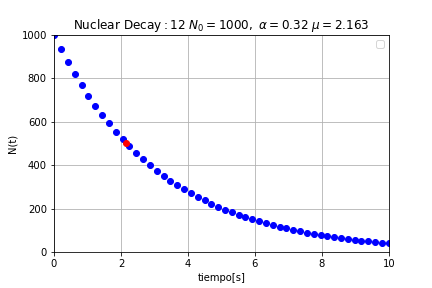 Nuclear Decay : 12 N₀ = 1000, α = 0.32 μ = 2.163
1000
800
600
400
200
0
N(t)
0 2 4 6 8 10
tiempo[s]